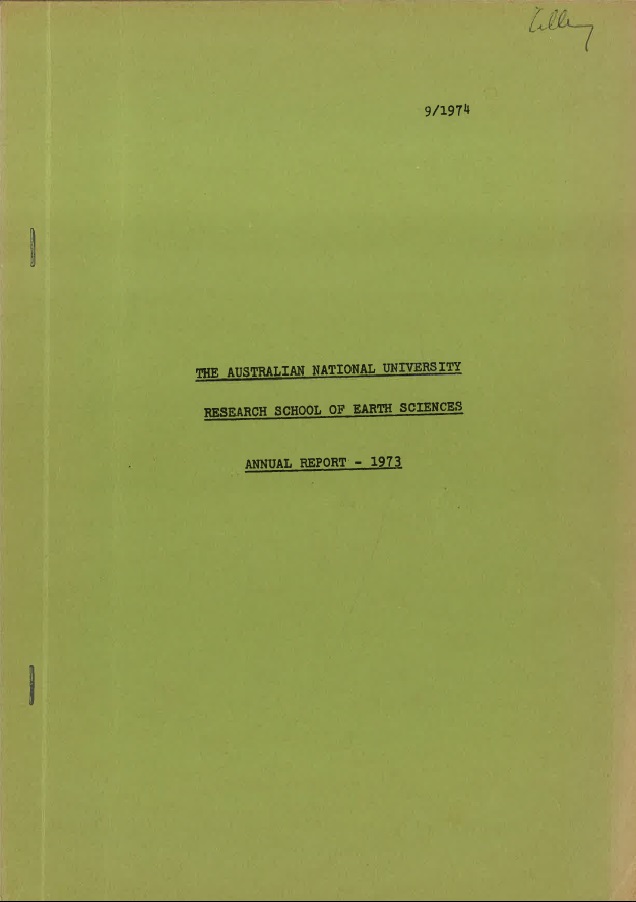 9/1974
THE AUSTRALIAN NATIONAL UNIVERSITY
RESEARCH SCHOOL OF EARTH SCIENCES
ANNUAL REPORT - 1973